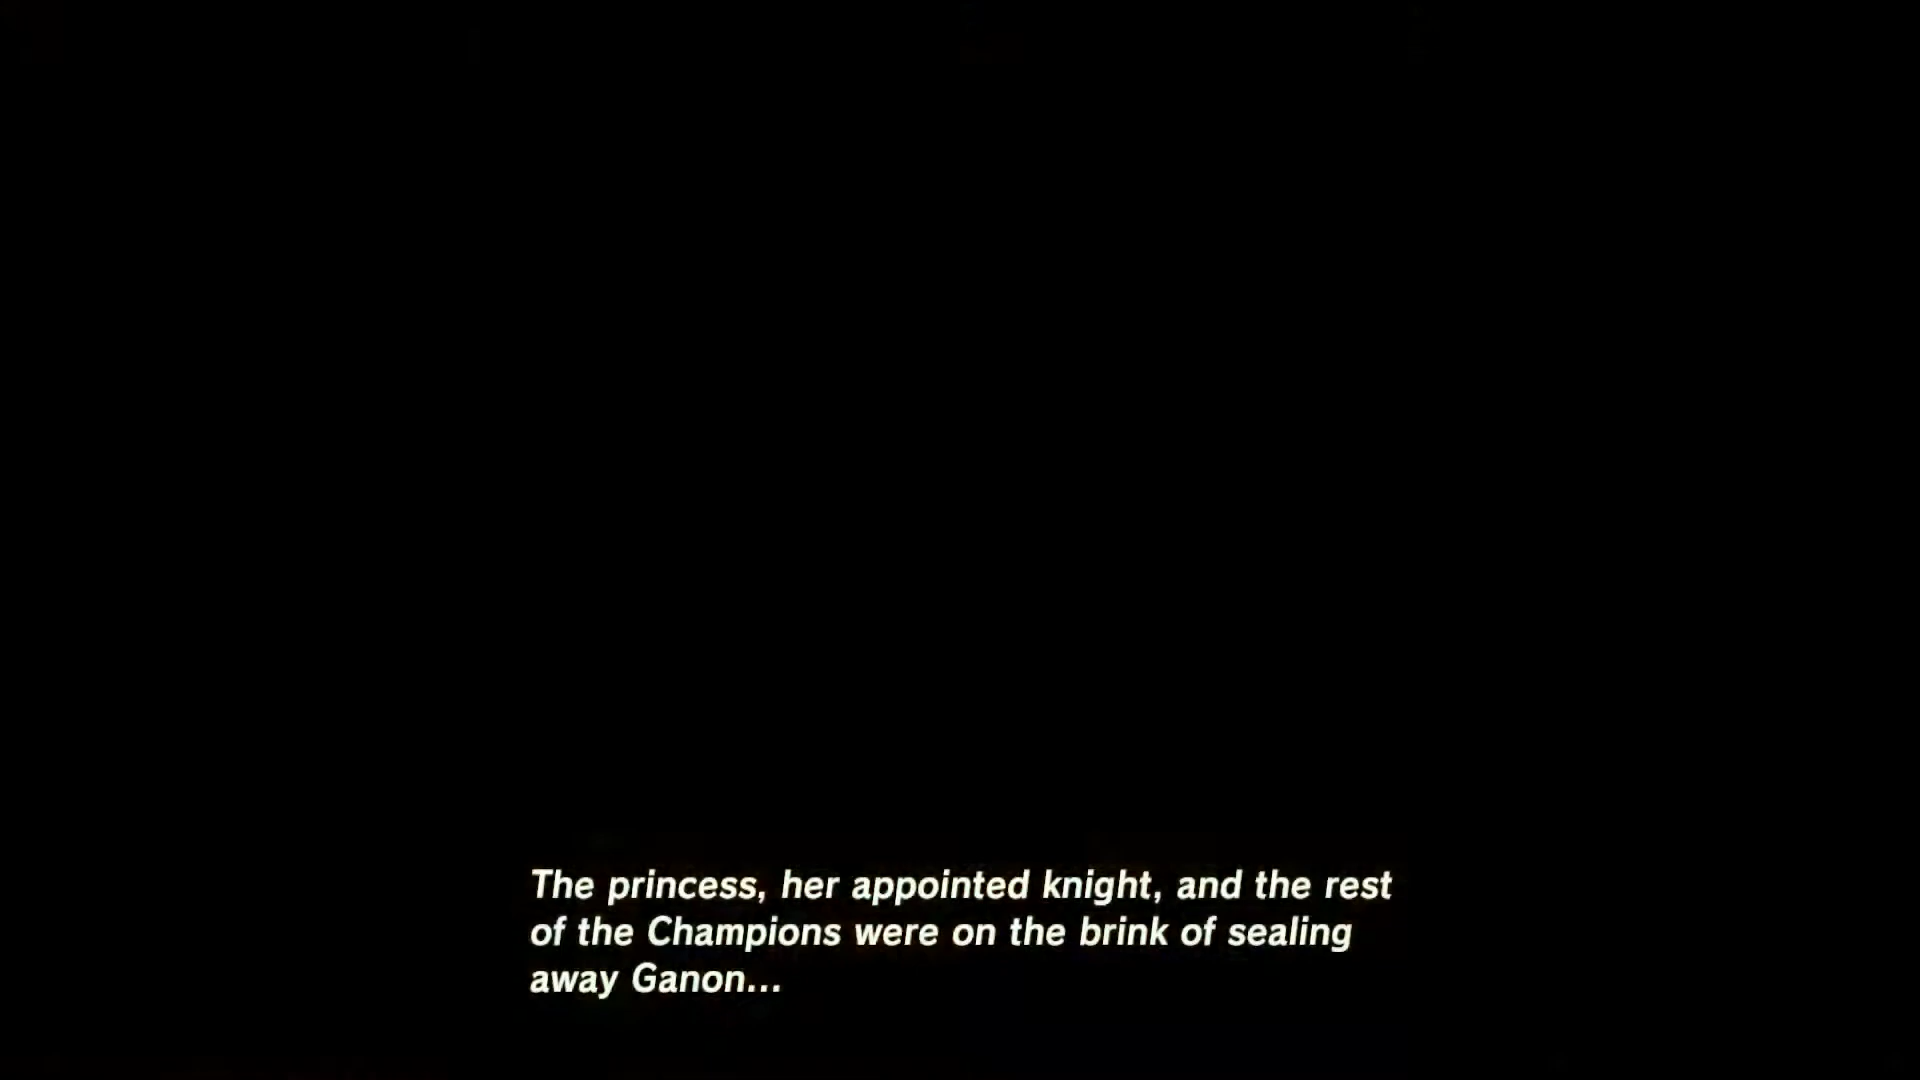 The princess, her appointed knight, and the rest
of the Champions were on the brink of sealing
away Ganon...